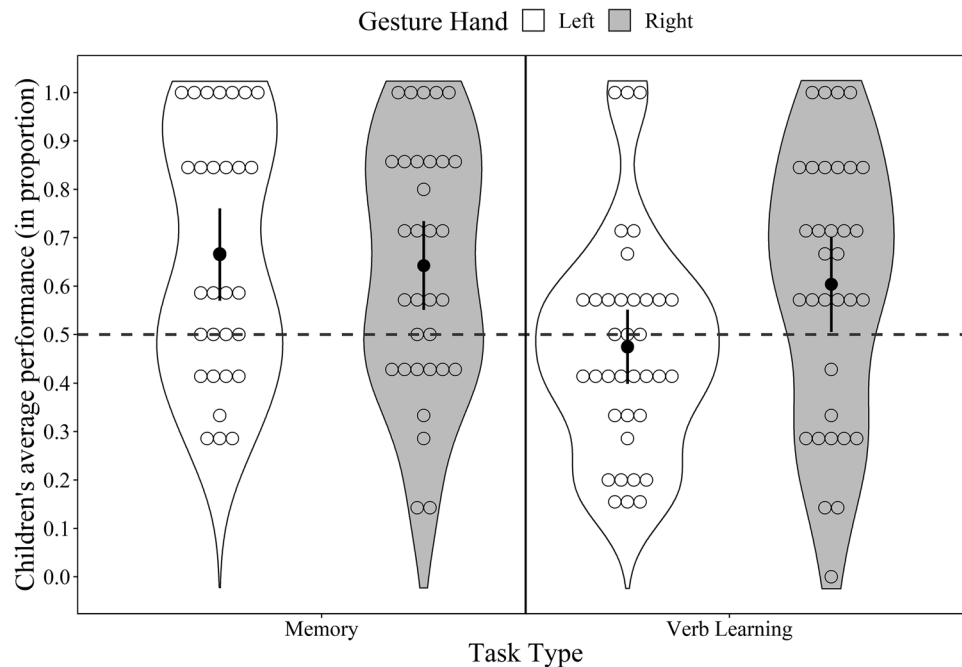 Gesture Hand Left Right
Children's average performance (in proportion)
1.0
0.9
0.8
0.7
0.6
0.5
0.4
0.3
0.2
0.1
0.0
Memory Verb Learning
Task Type